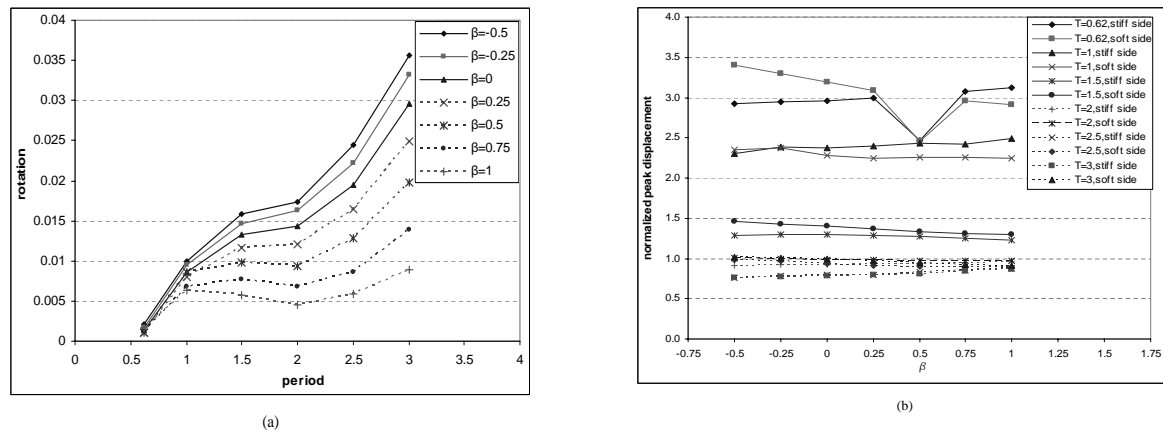 0.04
0.035
0.03
0.025
0.02
0.015
0.01
0.005
0
rotation
0.5
1
1.5
2
2.5
3
3.5
4
period
β=-0.5
β=-0.25
β=0
β=0.25
β=0.5
β=0.75
β=1
(a)
4.0
3.5
3.0
2.5
2.0
1.5
1.0
0.5
0.0
normalized peak displacement
-0.75
-0.5
-0.25
0
0.25
0.5
0.75
1
1.25
1.5
1.75
β
T=0.62,stiff side
T=0.62,soft side
T=1,stiff side
T=1,soft side
T=1.5,stiff side
T=1.5,soft side
T=2,stiff side
T=2,soft side
T=2.5,stiff side
T=2.5,soft side
T=3,stiff side
T=3,soft side
(b)